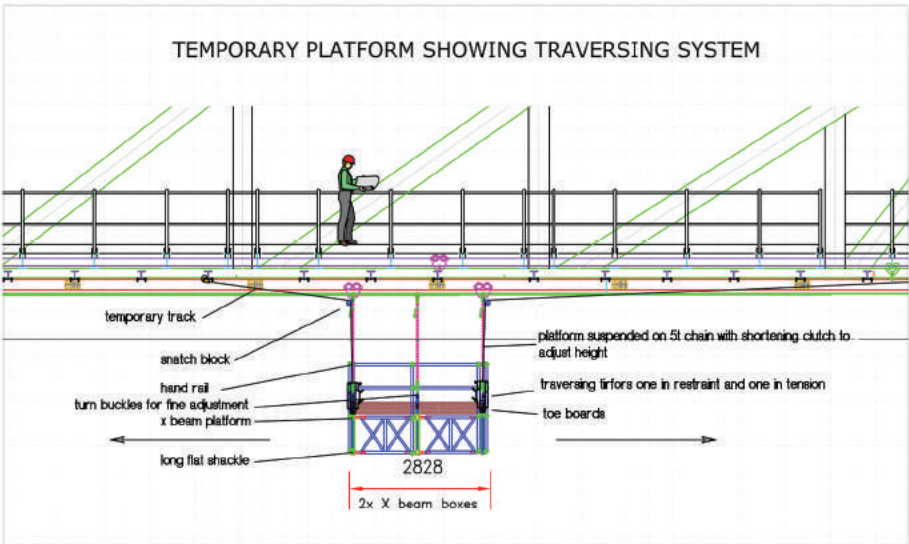 TEMPORARY PLATFORM SHOWING TRAVERSING SYSTEM
temporary track
snatch block
hand rail
turn buckles for fine adjustment
x beam platform
long flat shackle
platform suspended on 5t chain with shortening clutch to
adjust height
traversing tirfors one in restraint and one in tension
toe boards
2828
2x X beam boxes